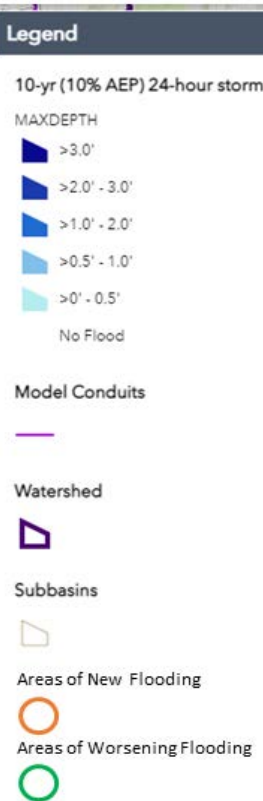 Legend
10-yr (10% AEP) 24-hour storm
MAXDEPTH
>3.0'
>2.0' - 3.0'
>1.0' - 2.0'
>0.5' - 1.0'
>0' - 0.5'
No Flood
Model Conduits
Watershed
Subbasins
Areas of New Flooding
Areas of Worsening Flooding